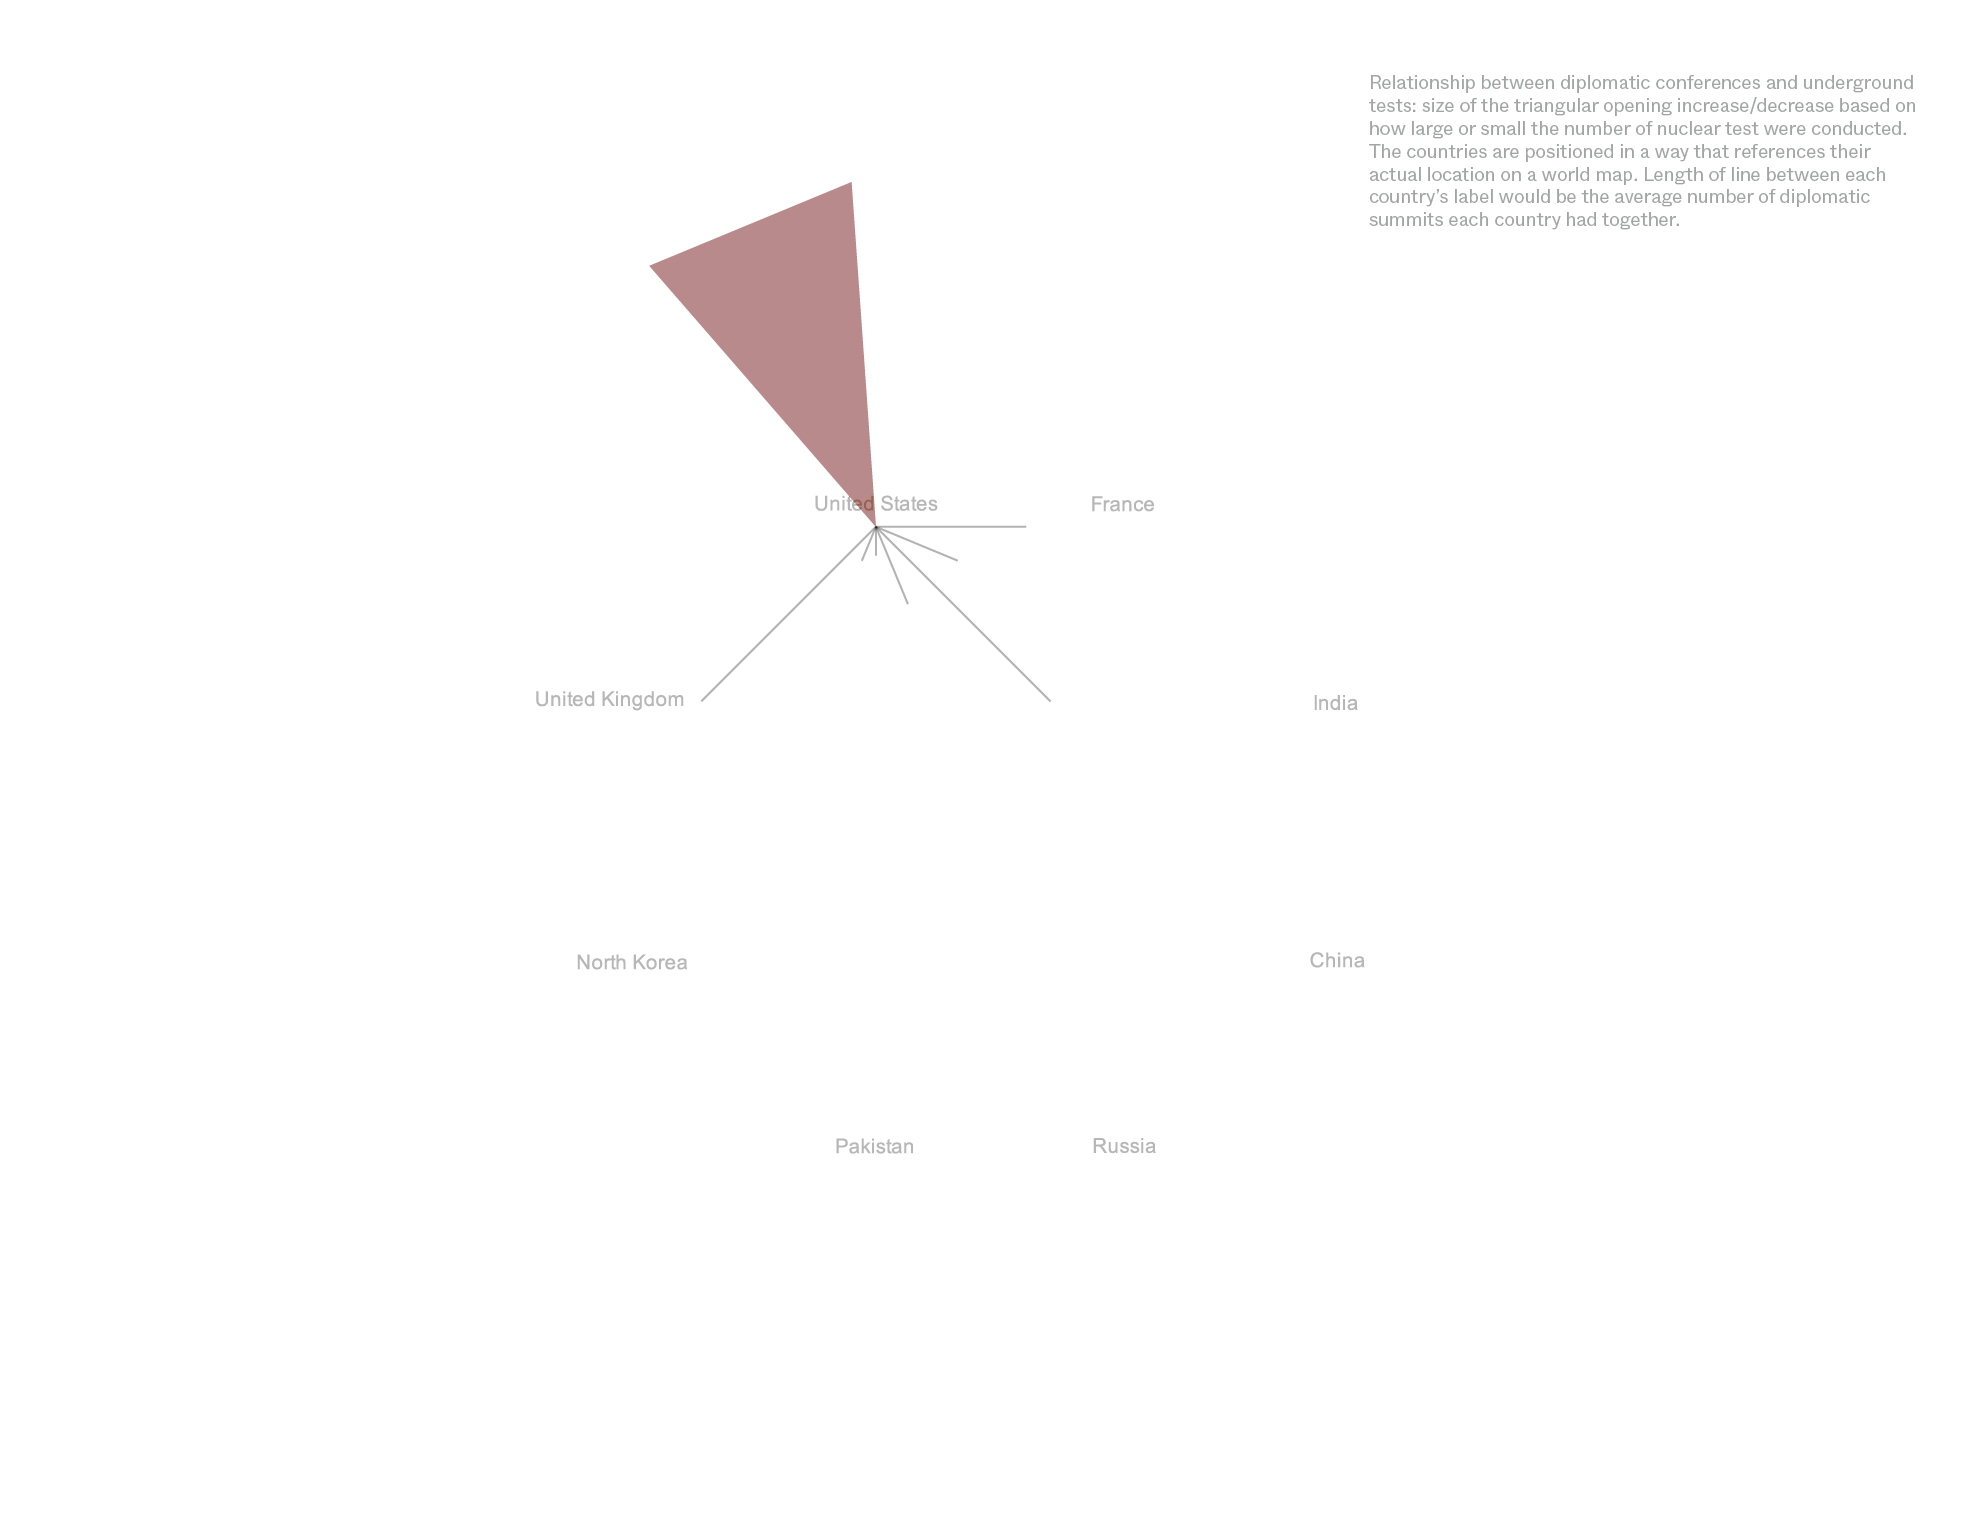 Relationship between diplomatic conferences and underground
tests: size of the triangular opening increase/decrease based on
how large or small the number of nuclear test were conducted.
The countries are positioned in a way that references their
actual location on a world map. Length of line between each
country’s label would be the average number of diplomatic
summits each country had together.
United States
France
United Kingdom
India
North Korea
China
Pakistan
Russia